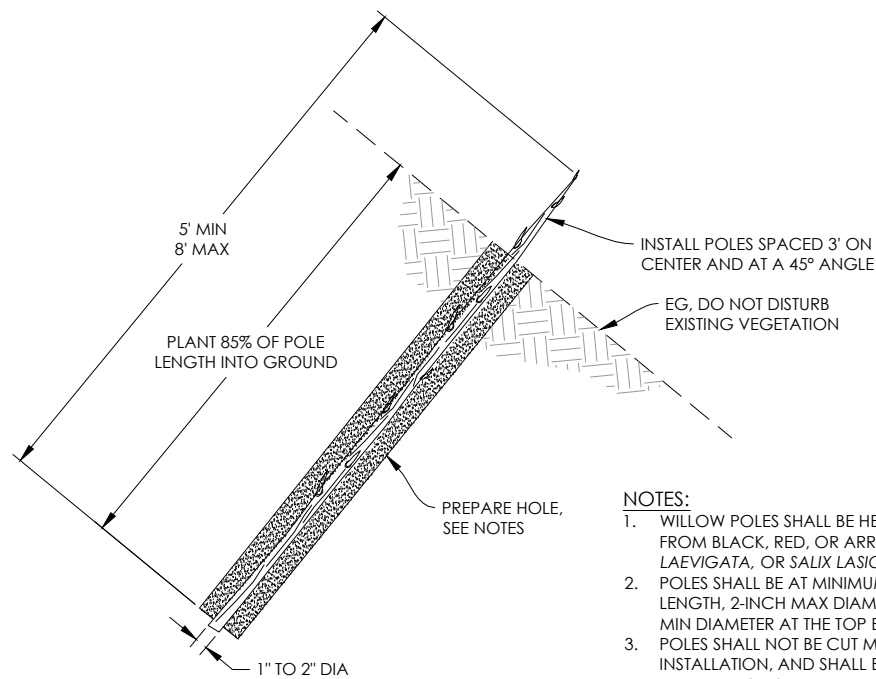 5' MIN
8' MAX
PLANT 85% OF POLE
LENGTH INTO GROUND
INSTALL POLES SPACED 3' ON
CENTER AND AT A 45° ANGLE
EG, DO NOT DISTURB
EXISTING VEGETATION
PREPARE HOLE,
SEE NOTES
1" TO 2" DIA
NOTES:
1. WILLOW POLES SHALL BE
FROM BLACK, RED, OR
LAEVIGATA, OR SALIX
2. POLES SHALL BE AT MINIMUM
LENGTH, 2-INCH MAX
MIN DIAMETER AT THE TOP
3. POLES SHALL NOT BE CUT
INSTALLATION, AND SHALL